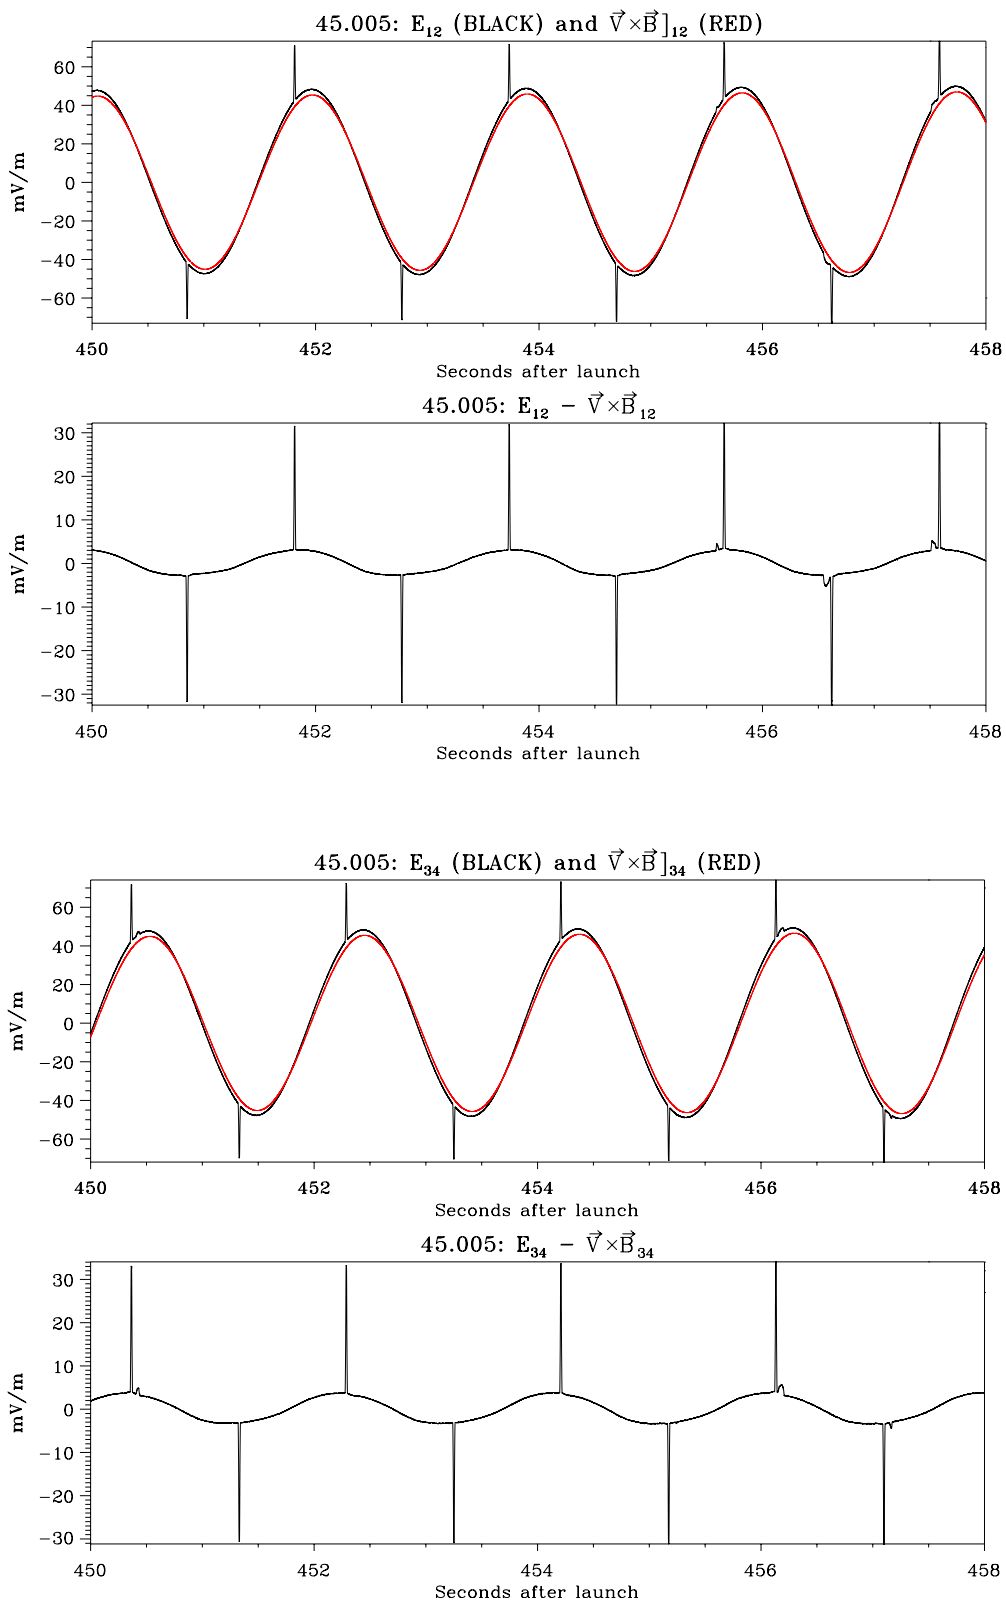 45.005: E₁₂ (BLACK) and V⃗×B⃗]₁₂ (RED)
60
40
20
0
−20
−40
−60
mV/m
450 452 454 456 458
Seconds after launch
45.005: E₁₂ − V⃗×B⃗₁₂
30
20
10
0
−10
−20
−30
mV/m
450 452 454 456 458
Seconds after launch
45.005: E₃₄ (BLACK) and V⃗×B⃗]₃₄ (RED)
60
40
20
0
−20
−40
−60
mV/m
450 452 454 456 458
Seconds after launch
45.005: E₃₄ − V⃗×B⃗₃₄
30
20
10
0
−10
−20
−30
mV/m
450 452 454 456 458
Seconds after launch